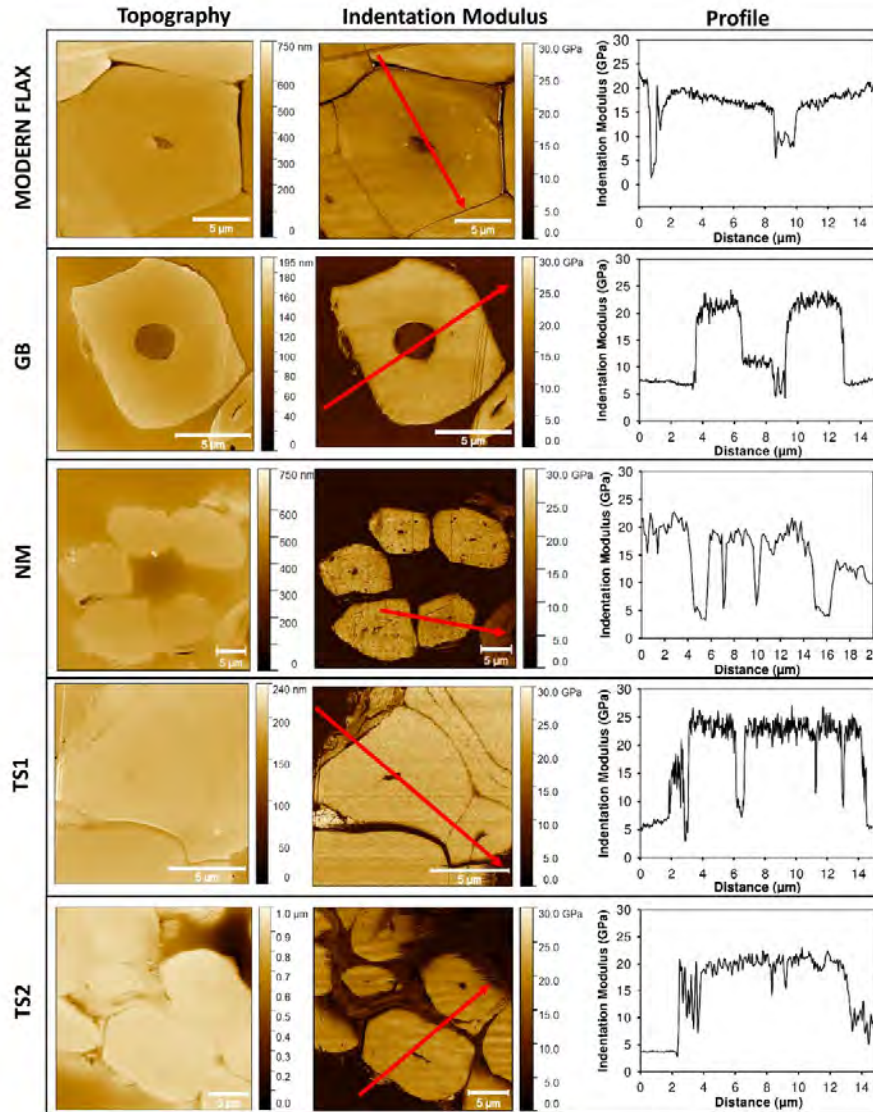 Topography Indentation Modulus Profile
MODERN FLAX
750 nm
600
500
400
300
200
100
0
5 µm
30.0 GPa
25.0
20.0
15.0
10.0
5.0
0.0
5 µm
Indentation Modulus (GPa)
30
25
20
15
10
5
0
0 2 4 6 8 10 12 14
Distance (µm)
GB
195 nm
180
160
140
120
100
80
60
40
20
0
5 µm
30.0 GPa
25.0
20.0
15.0
10.0
5.0
0.0
5 µm
Indentation Modulus (GPa)
30
25
20
15
10
5
0
0 2 4 6 8 10 12 14
Distance (µm)
NM
750 nm
600
500
400
300
200
100
0
5 µm
30.0 GPa
25.0
20.0
15.0
10.0
5.0
0.0
5 µm
Indentation Modulus (GPa)
30
25
20
15
10
5
0
0 2 4 6 8 10 12 14 16 18 20
Distance (µm)
TS1
240 nm
200
150
100
50
0
5 µm
30.0 GPa
25.0
20.0
15.0
10.0
5.0
0.0
5 µm
Indentation Modulus (GPa)
30
25
20
15
10
5
0
0 2 4 6 8 10 12 14
Distance (µm)
TS2
1.0 µm
0.9
0.8
0.7
0.6
0.5
0.4
0.3
0.2
0.1
0.0
5 µm
30.0 GPa
25.0
20.0
15.0
10.0
5.0
0.0
5 µm
Indentation Modulus (GPa)
30
25
20
15
10
5
0
0 2 4 6 8 10 12 14
Distance (µm)